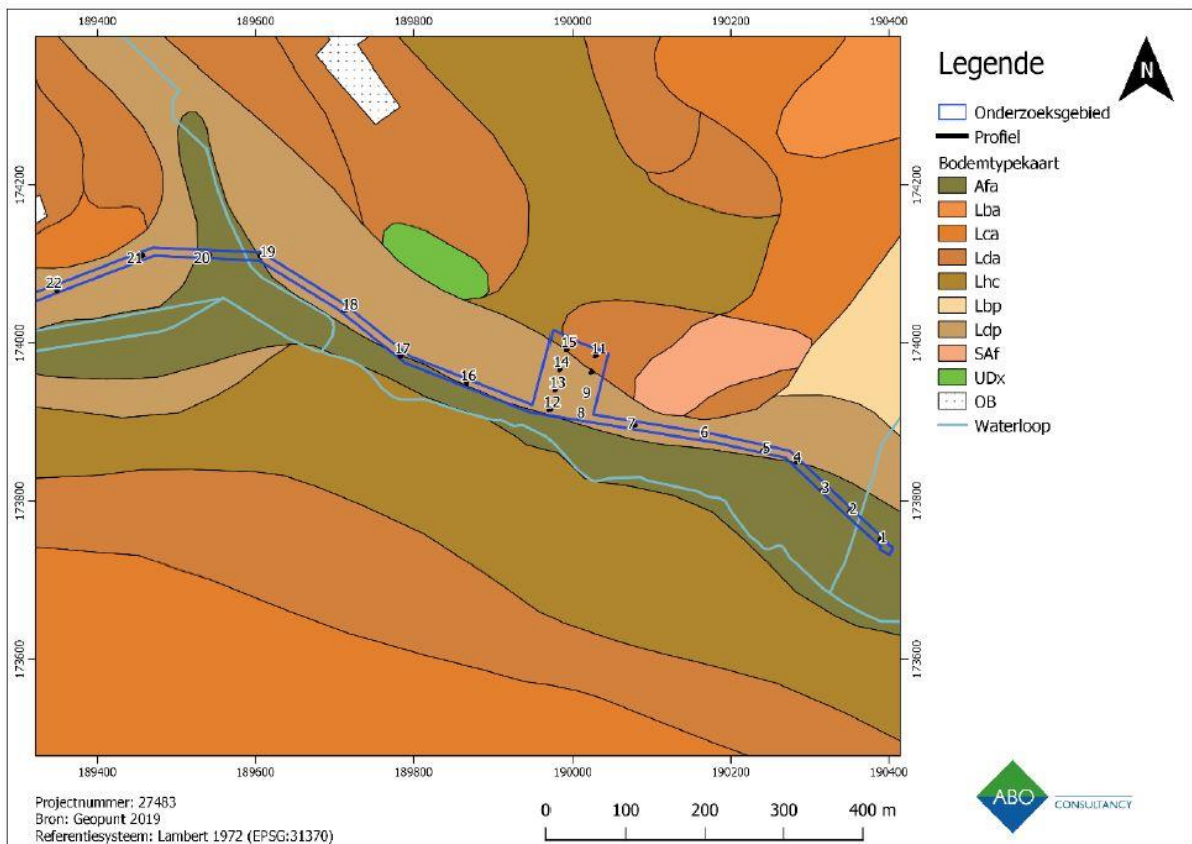 189400 189600 189800 190000 190200 190400
174200
174000
173800
173600
174200
174000
173800
173600
22
21
20
19
18
17
16
15
14
13
12
11
9
8
7
6
5
4
3
2
1
189400 189600 189800 190000 190200 190400
Legende
N
Onderzoeksgebied
Profiel
Bodemtypekaart
Afa
Lba
Lca
Lda
Lhc
Lbp
Ldp
SAf
UDx
OB
Waterloop
Projectnummer: 27483
Bron: Geopunt 2019
Referentiesysteem: Lambert 1972 (EPSG:31370)
0 100 200 300 400 m
ABO CONSULTANCY